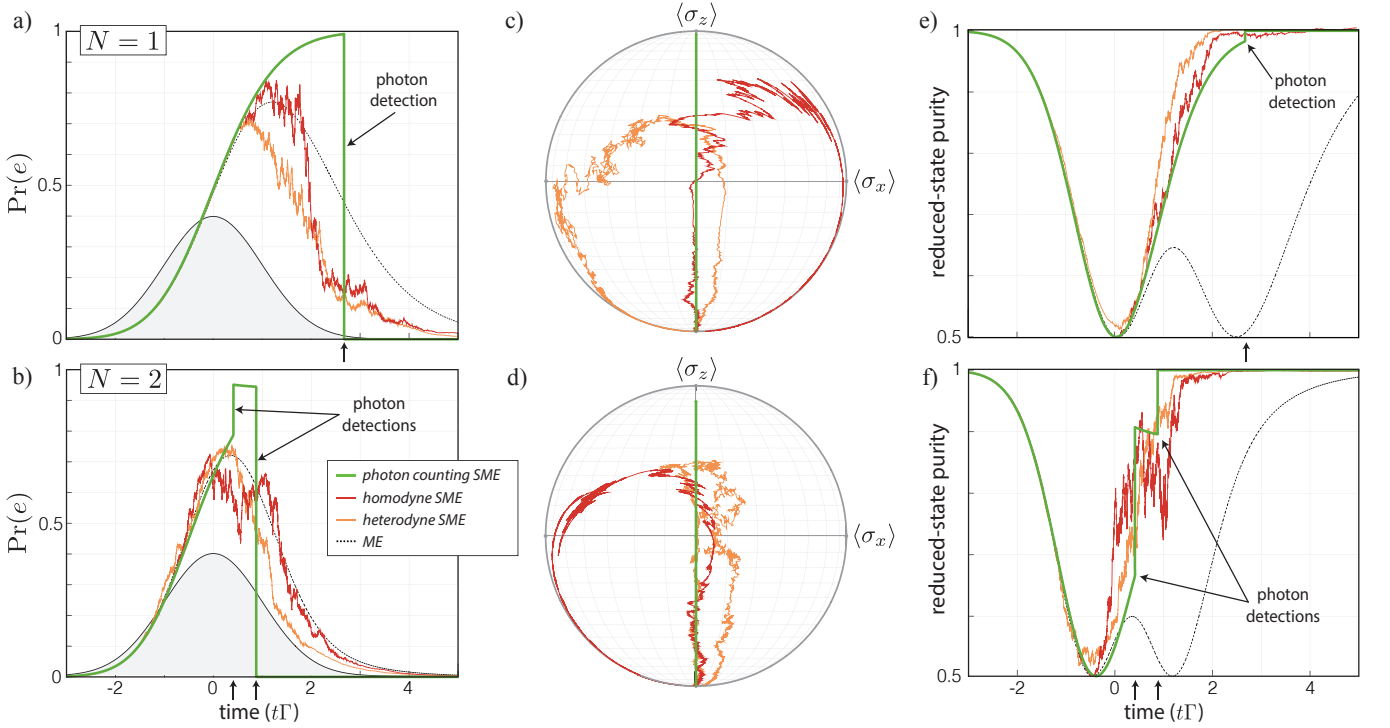 a)
N = 1
1
0.5
0
Pr(e)
photon
detection
c)
⟨σz⟩
⟨σx⟩
e)
1
0.5
reduced-state purity
photon
detection
b)
N = 2
1
0.5
0
Pr(e)
photon
detections
photon counting SME
homodyne SME
heterodyne SME
ME
-2
0
2
4
time (tΓ)
d)
⟨σz⟩
⟨σx⟩
f)
1
0.5
reduced-state purity
photon
detections
-2
0
2
4
time (tΓ)